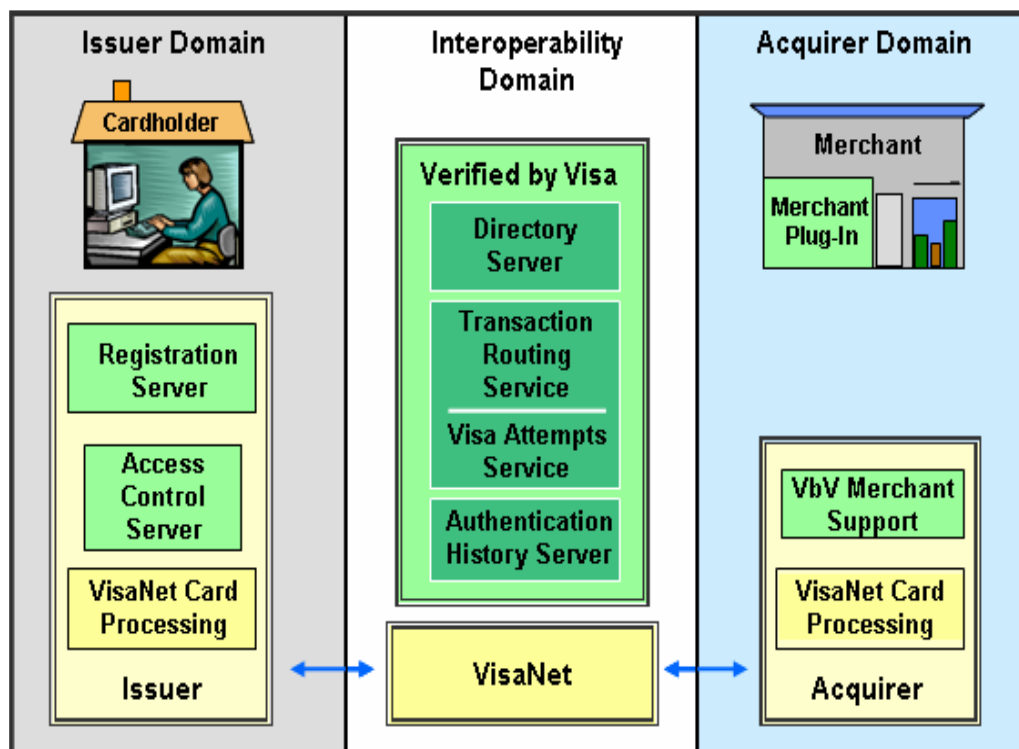 Issuer Domain
Cardholder
Registration
Server
Access
Control
Server
VisaNet Card
Processing
Issuer
Interoperability
Domain
Verified by Visa
Directory
Server
Transaction
Routing
Service
Visa Attempts
Service
Authentication
History Server
VisaNet
Acquirer Domain
Merchant
Merchant
Plug-In
VbV Merchant
Support
VisaNet Card
Processing
Acquirer